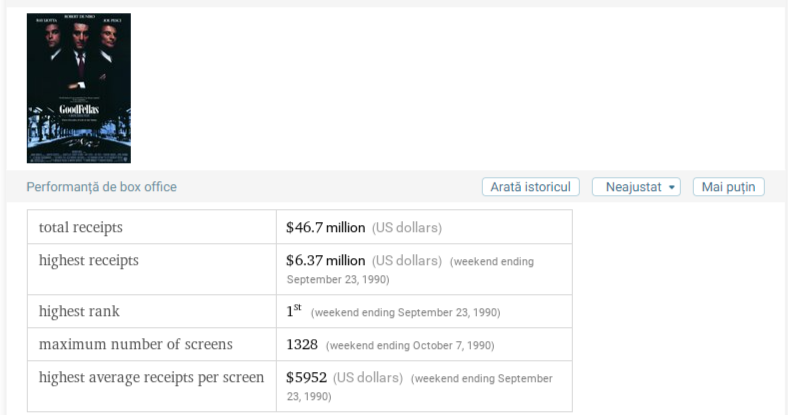 RAY LIOTTA ROBERT DE NIRO JOE PESCI
GoodFellas
Performanță de box office Arată istoricul Neajustat Mai puțin
total receipts $46.7 million (US dollars)
highest receipts $6.37 million (US dollars) (weekend ending
September 23, 1990)
highest rank 1st (weekend ending September 23, 1990)
maximum number of screens 1328 (weekend ending October 7, 1990)
highest average receipts per screen $5952 (US dollars) (weekend ending September
23, 1990)